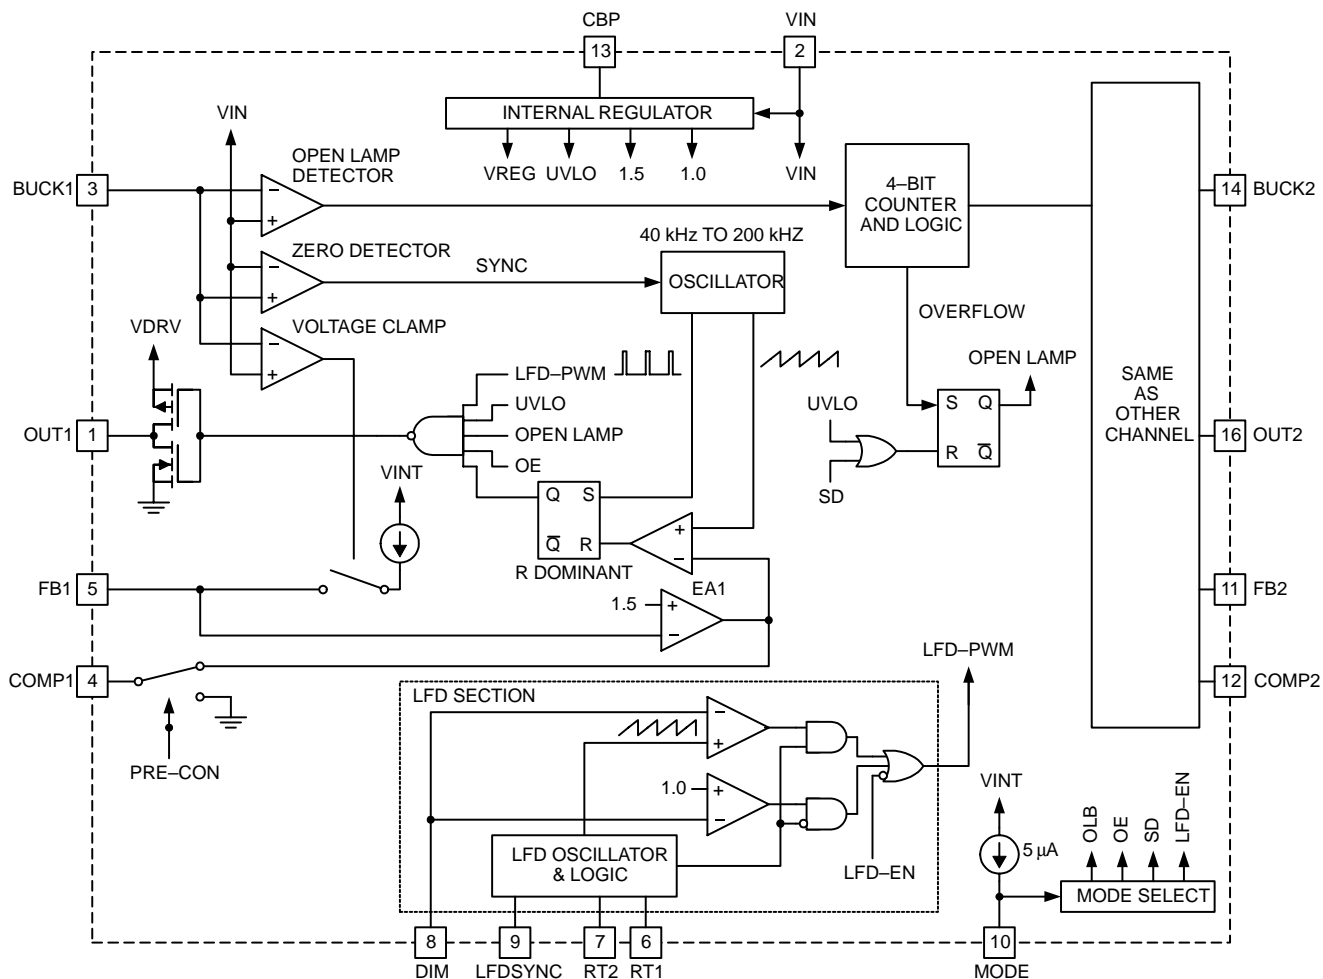 CBP VIN
13 2
INTERNAL REGULATOR
VIN
VREG UVLO 1.5 1.0 VIN
OPEN LAMP
DETECTOR
BUCK1 3
−
+
4–BIT
COUNTER
AND LOGIC
14 BUCK2
ZERO DETECTOR
−
+
SYNC
40 kHz TO 200 kHZ
OSCILLATOR
OVERFLOW
VDRV
VOLTAGE CLAMP
−
+
LFD–PWM
UVLO
OPEN LAMP
OE
OPEN LAMP
S Q
R Q
UVLO
SD
SAME
AS
OTHER
CHANNEL
OUT1 1
16 OUT2
VINT
Q S
Q R
R DOMINANT
+
−
FB1 5
EA1
1.5 +
−
11 FB2
COMP1 4
12 COMP2
PRE–CON
LFD–PWM
LFD SECTION
−
+
1.0 +
−
LFD OSCILLATOR
& LOGIC
LFD–EN
VINT
5 µA
OLB OE SD LFD–EN
MODE SELECT
8 9 7 6 10
DIM LFDSYNC RT2 RT1 MODE